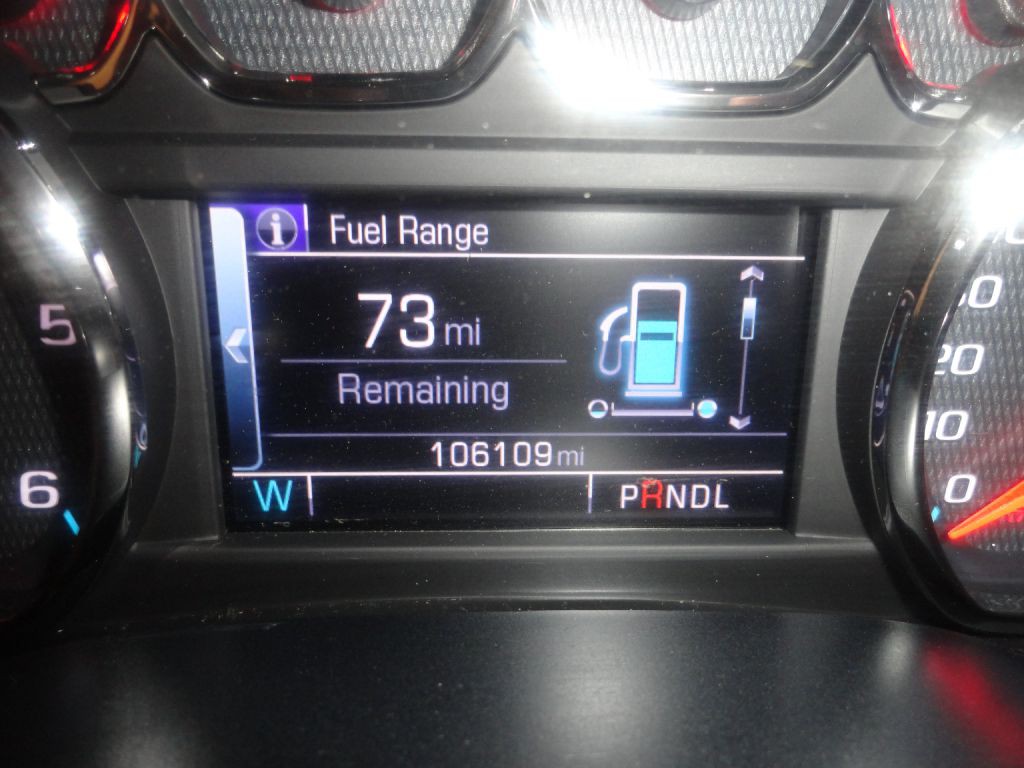 i Fuel Range
73 mi
Remaining
106109 mi
W PRNDL
5
6
20
10
0